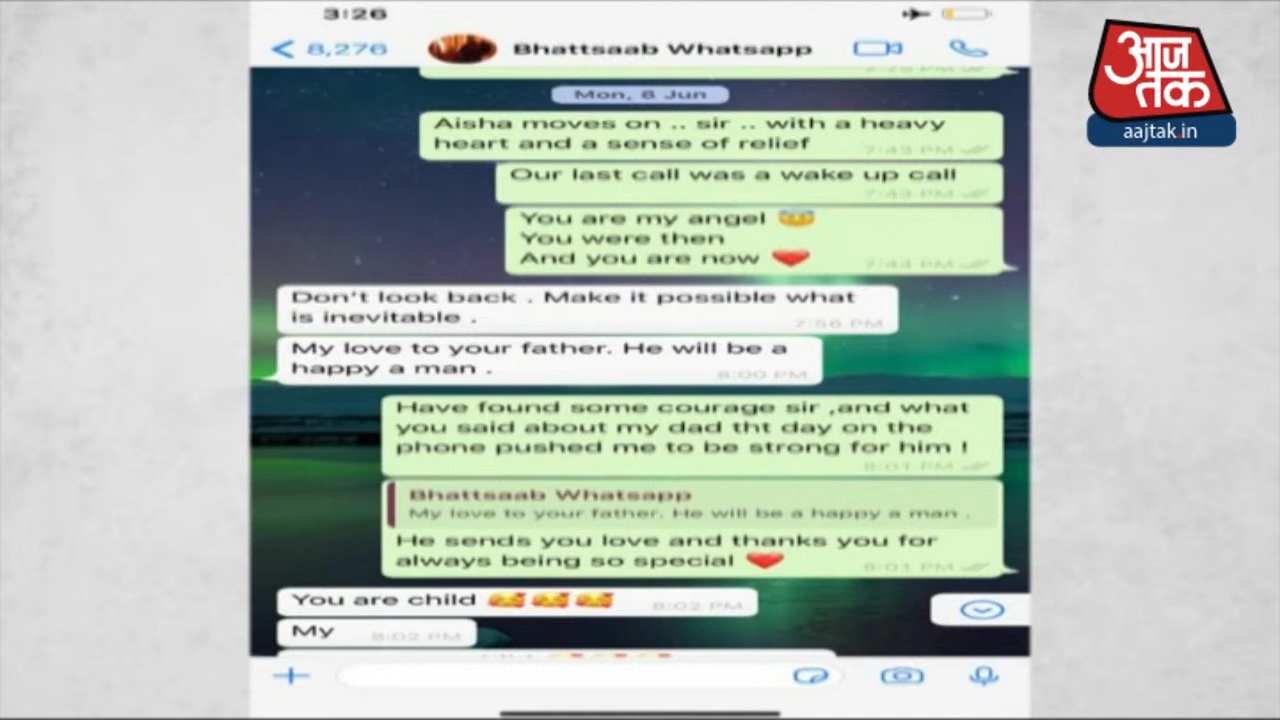 3:26
8,276
Bhattsaab Whatsapp
आज
तक
aajtak.in
Mon, 8 Jun
Aisha moves on .. sir .. with a heavy
heart and a sense of relief
7:43 PM
Our last call was a wake up call
7:43 PM
You are my angel 😇
You were then
And you are now ❤️
7:44 PM
Don't look back . Make it possible what
is inevitable .
7:56 PM
My love to your father. He will be a
happy a man .
8:00 PM
Have found some courage sir ,and what
you said about my dad tht day on the
phone pushed me to be strong for him !
8:01 PM
Bhattsaab Whatsapp
My love to your father. He will be a happy a man .
He sends you love and thanks you for
always being so special ❤️
8:01 PM
You are child 🥰🥰🥰
8:02 PM
My
8:02 PM